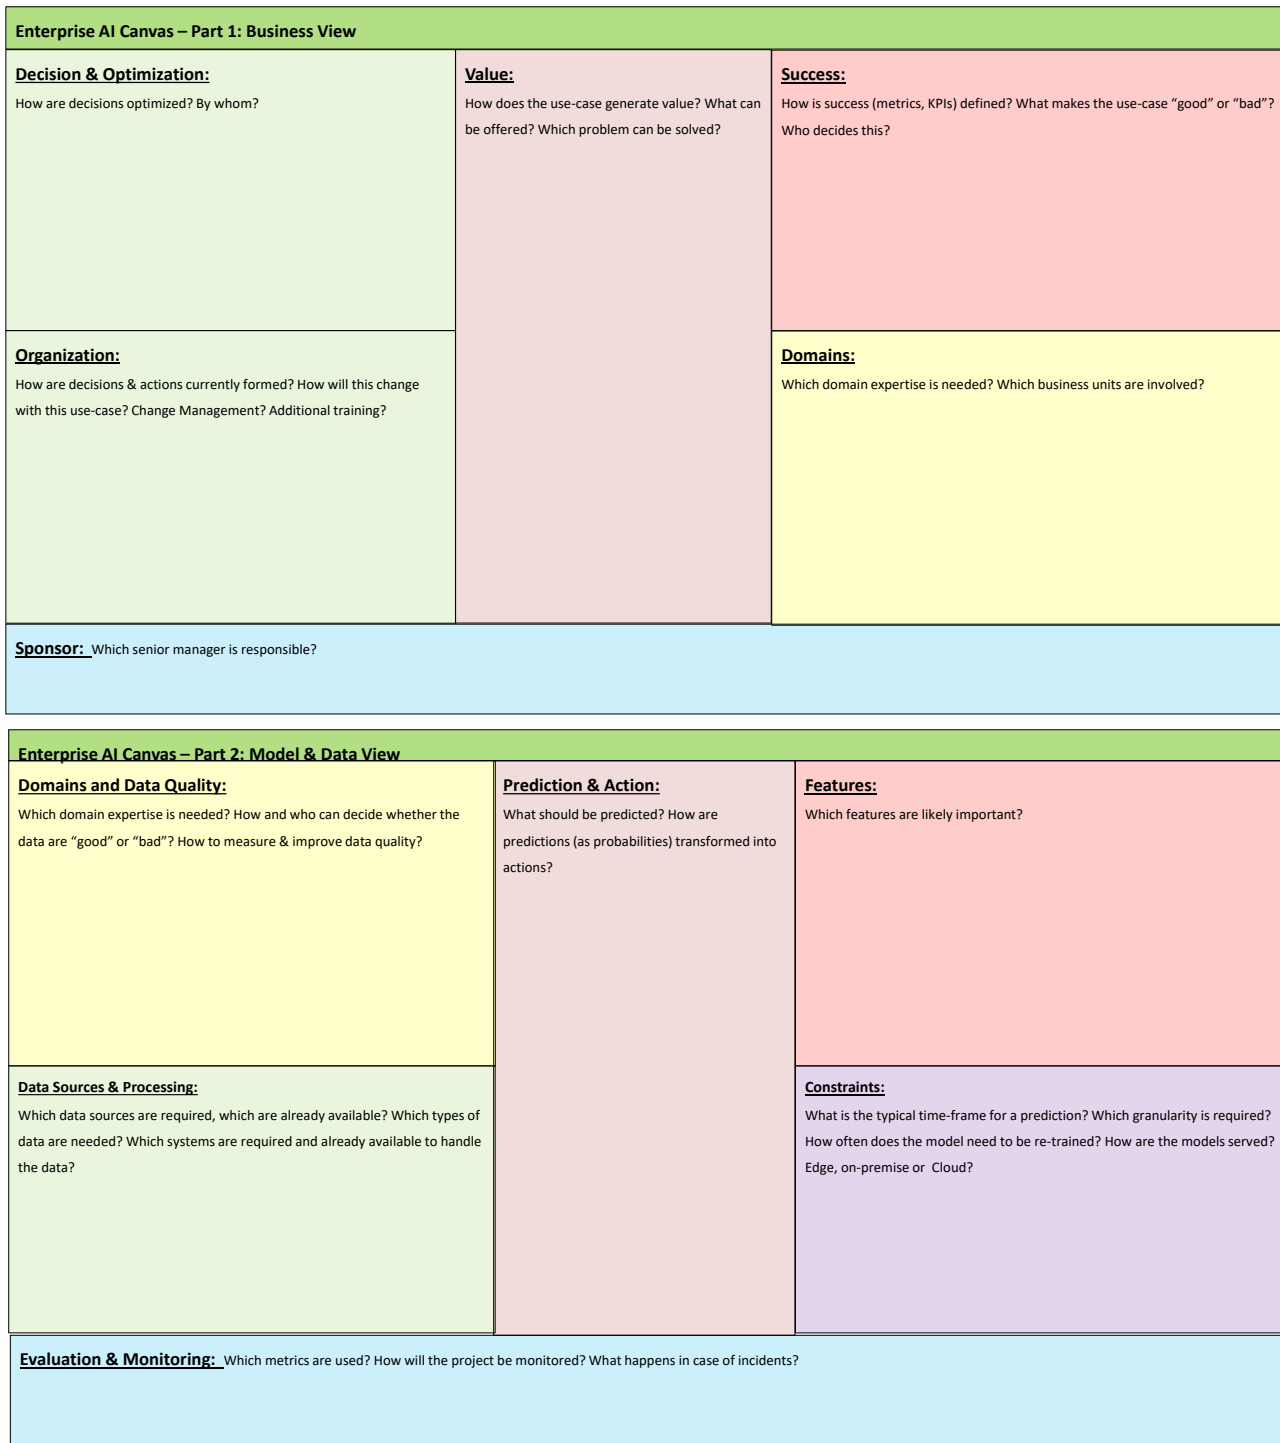 Enterprise AI Canvas – Part 1: Business View
Decision & Optimization:
How are decisions optimized? By whom?
Value:
How does the use-case generate value? What can
be offered? Which problem can be solved?
Success:
How is success (metrics, KPIs) defined? What makes the use-case “good” or “bad”?
Who decides this?
Organization:
How are decisions & actions currently formed? How will this change
with this use-case? Change Management? Additional training?
Domains:
Which domain expertise is needed? Which business units are involved?
Sponsor: Which senior manager is responsible?
Enterprise AI Canvas – Part 2: Model & Data View
Domains and Data Quality:
Which domain expertise is needed? How and who can decide whether the
data are “good” or “bad”? How to measure & improve data quality?
Prediction & Action:
What should be predicted? How are
predictions (as probabilities) transformed into
actions?
Features:
Which features are likely important?
Data Sources & Processing:
Which data sources are required, which are already available? Which types of
data are needed? Which systems are required and already available to handle
the data?
Constraints:
What is the typical time-frame for a prediction? Which granularity is required?
How often does the model need to be re-trained? How are the models served?
Edge, on-premise or Cloud?
Evaluation & Monitoring: Which metrics are used? How will the project be monitored? What happens in case of incidents?